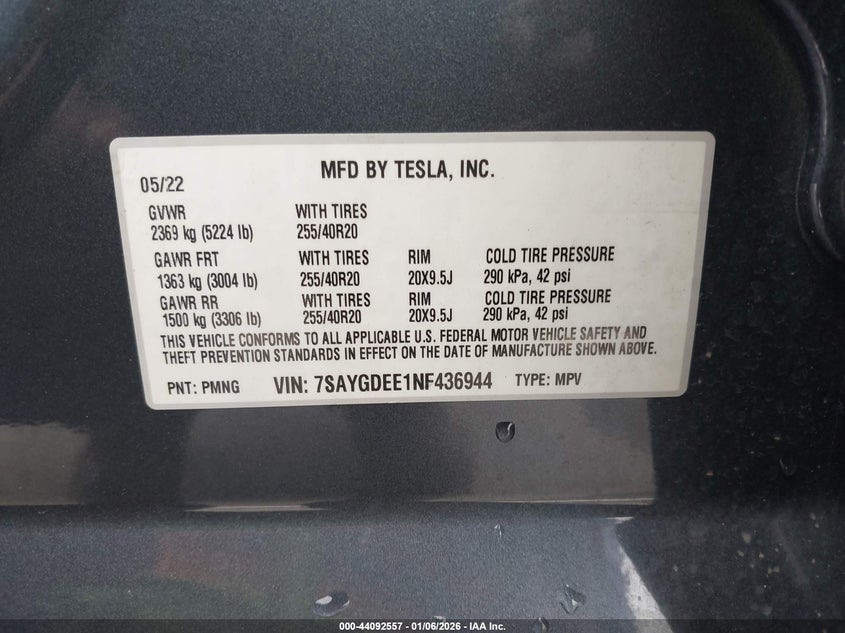 MFD BY TESLA, INC.
05/22
GVWR WITH TIRES
2369 kg (5224 lb) 255/40R20
GAWR FRT WITH TIRES RIM COLD TIRE PRESSURE
1363 kg (3004 lb) 255/40R20 20X9.5J 290 kPa, 42 psi
GAWR RR WITH TIRES RIM COLD TIRE PRESSURE
1500 kg (3306 lb) 255/40R20 20X9.5J 290 kPa, 42 psi
THIS VEHICLE CONFORMS TO ALL APPLICABLE U.S. FEDERAL MOTOR VEHICLE SAFETY AND
THEFT PREVENTION STANDARDS IN EFFECT ON THE DATE OF MANUFACTURE SHOWN ABOVE.
PNT: PMNG VIN: 7SAYGDEE1NF436944 TYPE: MPV
000-44092557 - 01/06/2026 - IAA Inc.